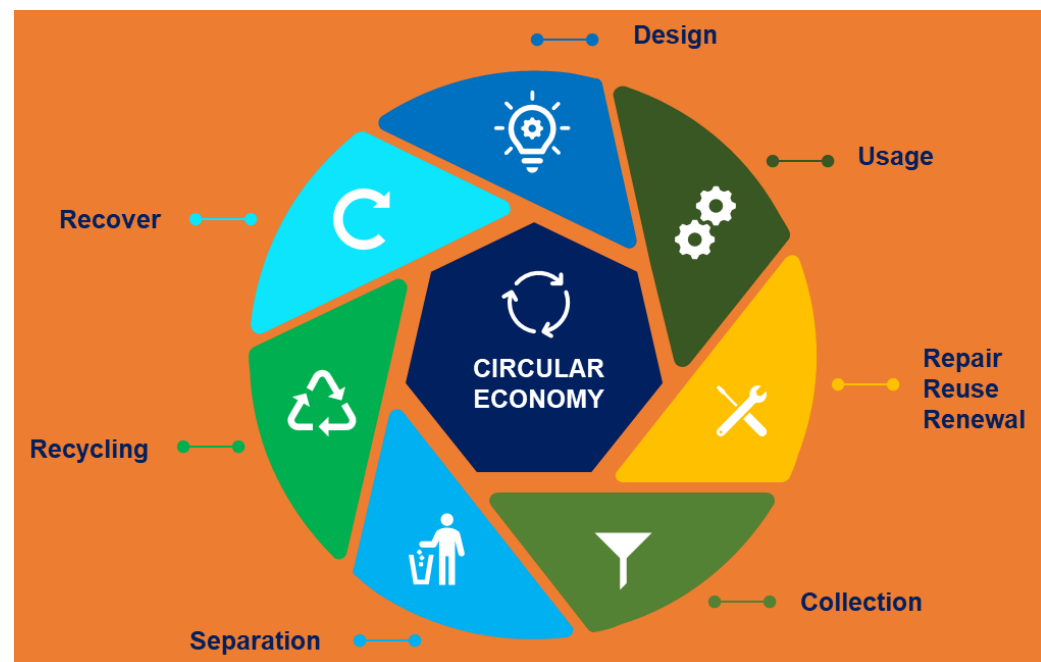 Design
Usage
Recover
CIRCULAR
ECONOMY
Repair
Reuse
Renewal
Recycling
Collection
Separation